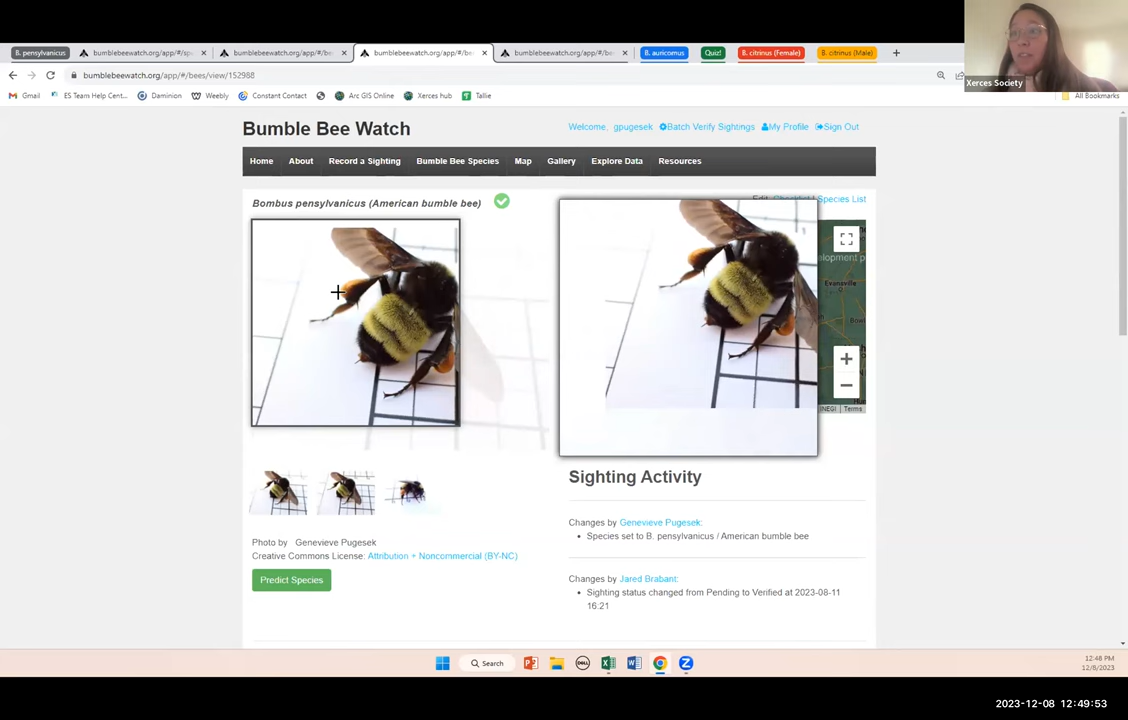 B. pensylvanicus
bumblebeewatch.org/app/#/spe
bumblebeewatch.org/app/#/be
bumblebeewatch.org/app/#/be
bumblebeewatch.org/app/#/be
B. auricomus
Quiz!
B. citrinus (Female)
B. citrinus (Male)
bumblebeewatch.org/app/#/bees/view/152988
Xerces Society
Gmail
ES Team Help Cent...
Daminion
Weebly
Constant Contact
Arc GIS Online
Xerces hub
Tallie
All Bookmarks
Bumble Bee Watch
Welcome, gpugesek Batch Verify Sightings My Profile Sign Out
Home About Record a Sighting Bumble Bee Species Map Gallery Explore Data Resources
Bombus pensylvanicus (American bumble bee)
Species List
Evansville
Terms
Sighting Activity
Changes by Genevieve Pugesek:
Species set to B. pensylvanicus / American bumble bee
Photo by Genevieve Pugesek
Creative Commons License: Attribution + Noncommercial (BY-NC)
Predict Species
Changes by Jared Brabant:
Sighting status changed from Pending to Verified at 2023-08-11
16:21
Search
12:48 PM
12/8/2023
2023-12-08 12:49:53